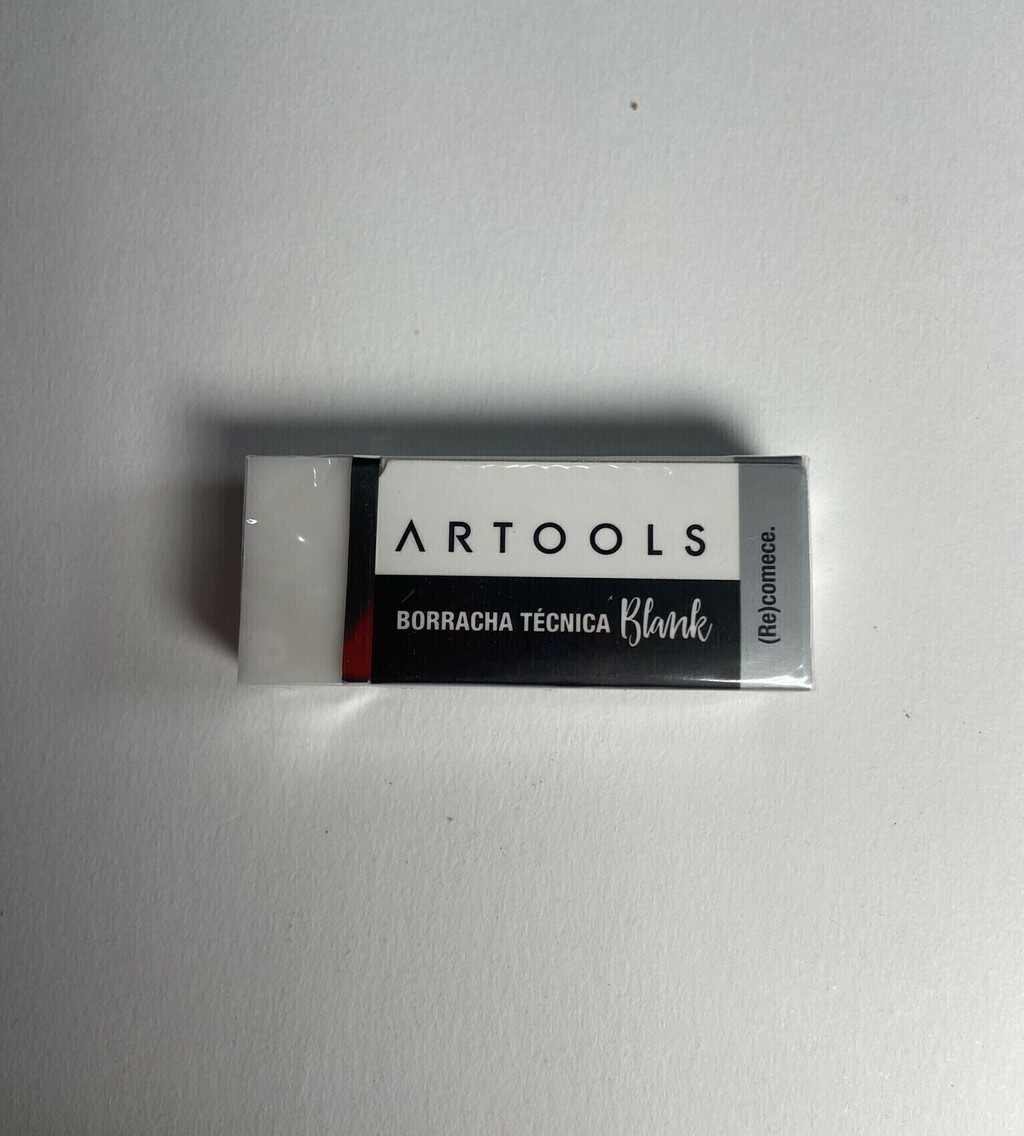 ARTOOLS
BORRACHA TÉCNICA Blank
(Re)comece.